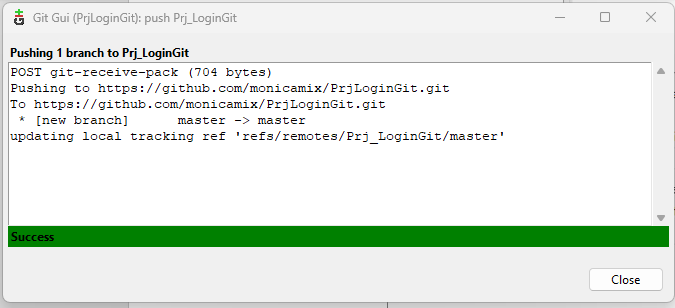 Git Gui (PrjLoginGit): push Prj_LoginGit
Pushing 1 branch to Prj_LoginGit
POST git-receive-pack (704 bytes)
Pushing to https://github.com/monicamix/PrjLoginGit.git
To https://github.com/monicamix/PrjLoginGit.git
 * [new branch]      master -> master
updating local tracking ref 'refs/remotes/Prj_LoginGit/master'
Success
Close